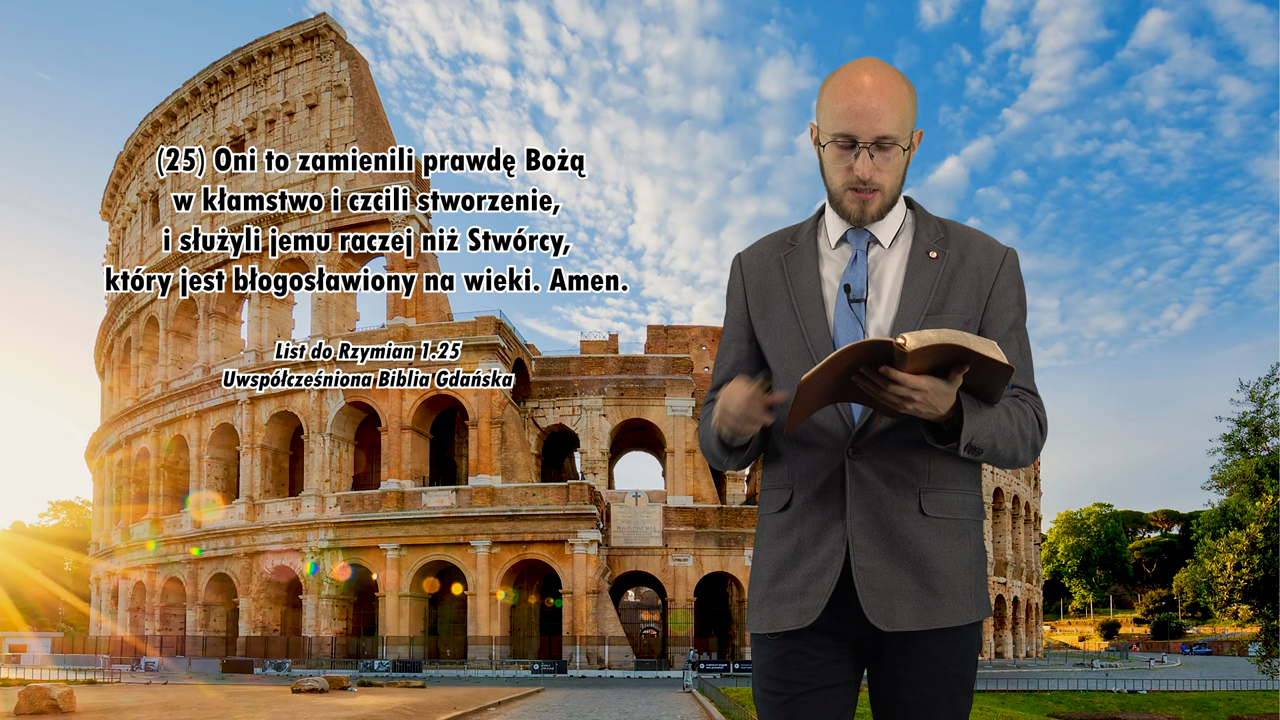 (25) Oni to zamienili prawdę Bożą
w kłamstwo i czcili stworzenie,
i służyli jemu raczej niż Stwórcy,
który jest błogosławiony na wieki. Amen.
List do Rzymian 1.25
Uwspółcześniona Biblia Gdańska